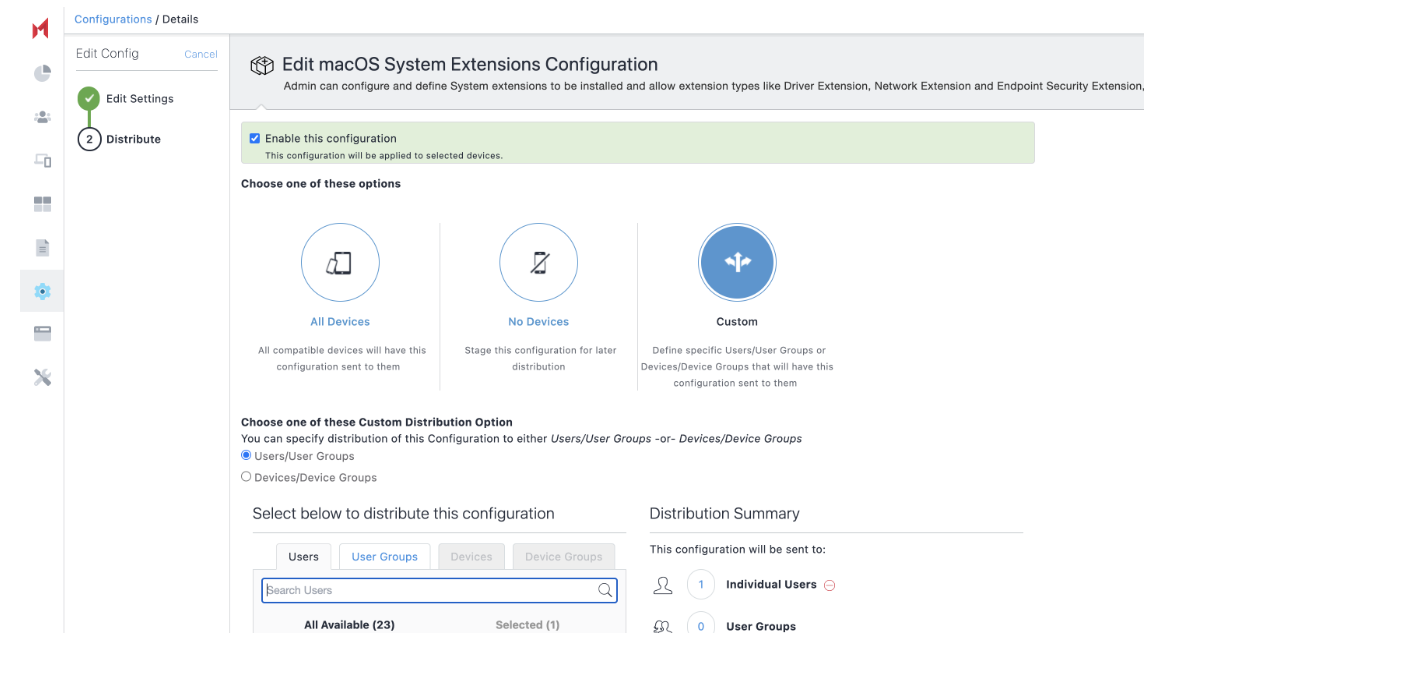 Configurations / Details
Edit Config
Cancel
Edit Settings
2
Distribute
Edit macOS System Extensions Configuration
Admin can configure and define System extensions to be installed and allow extension types like Driver Extension, Network Extension and Endpoint Security Extension,
Enable this configuration
This configuration will be applied to selected devices.
Choose one of these options
All Devices
All compatible devices will have this
configuration sent to them
No Devices
Stage this configuration for later
distribution
Custom
Define specific Users/User Groups or
Devices/Device Groups that will have this
configuration sent to them
Choose one of these Custom Distribution Option
You can specify distribution of this Configuration to either Users/User Groups -or- Devices/Device Groups
Users/User Groups
Devices/Device Groups
Select below to distribute this configuration
Users
User Groups
Devices
Device Groups
Search Users
All Available (23)
Selected (1)
Distribution Summary
This configuration will be sent to:
1
Individual Users
0
User Groups